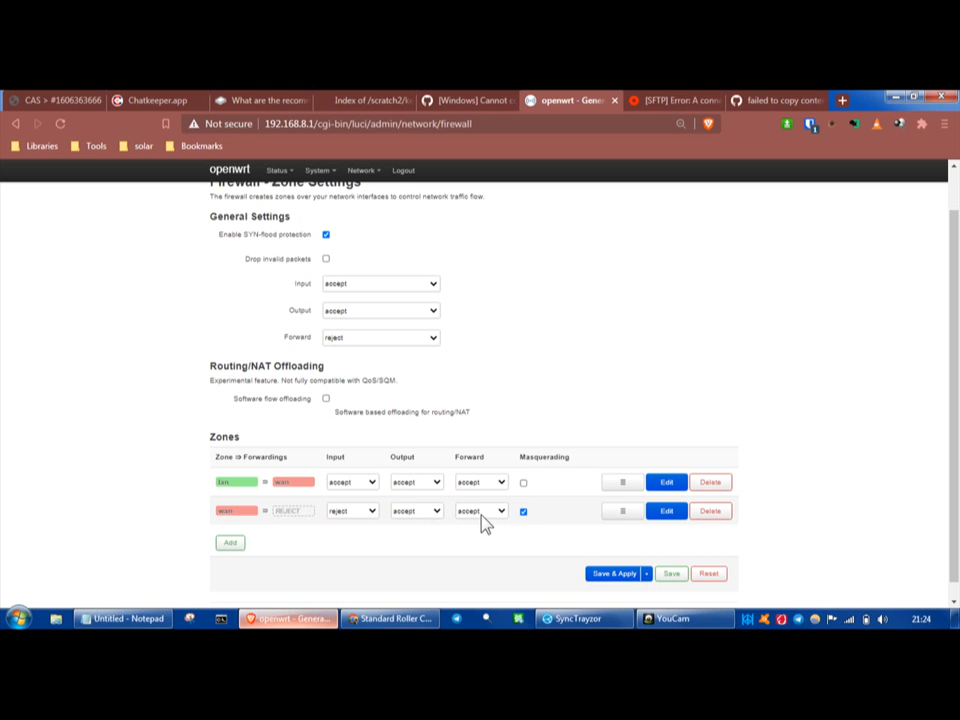 CAS > #1606363666 Chatkeeper.app What are the recom Index of /scratch2/k [Windows] Cannot c openwrt - Gene [SFTP] Error: A conn failed to copy conte
Not secure 192.168.8.1/cgi-bin/luci/admin/network/firewall
Libraries Tools solar Bookmarks
openwrt Status System Network Logout
Firewall - Zone Settings
The firewall creates zones over your network interfaces to control network traffic flow.
General Settings
Enable SYN-flood protection
Drop invalid packets
Input accept
Output accept
Forward reject
Routing/NAT Offloading
Experimental feature. Not fully compatible with QoS/SQM.
Software flow offloading
Software based offloading for routing/NAT
Zones
Zone ⇒ Forwardings Input Output Forward Masquerading
lan ⇒ wan accept accept accept Edit Delete
wan ⇒ REJECT reject accept accept Edit Delete
Add
Save & Apply Save Reset
Untitled - Notepad openwrt - Genera... Standard Roller C... SyncTrayzor YouCam 21:24